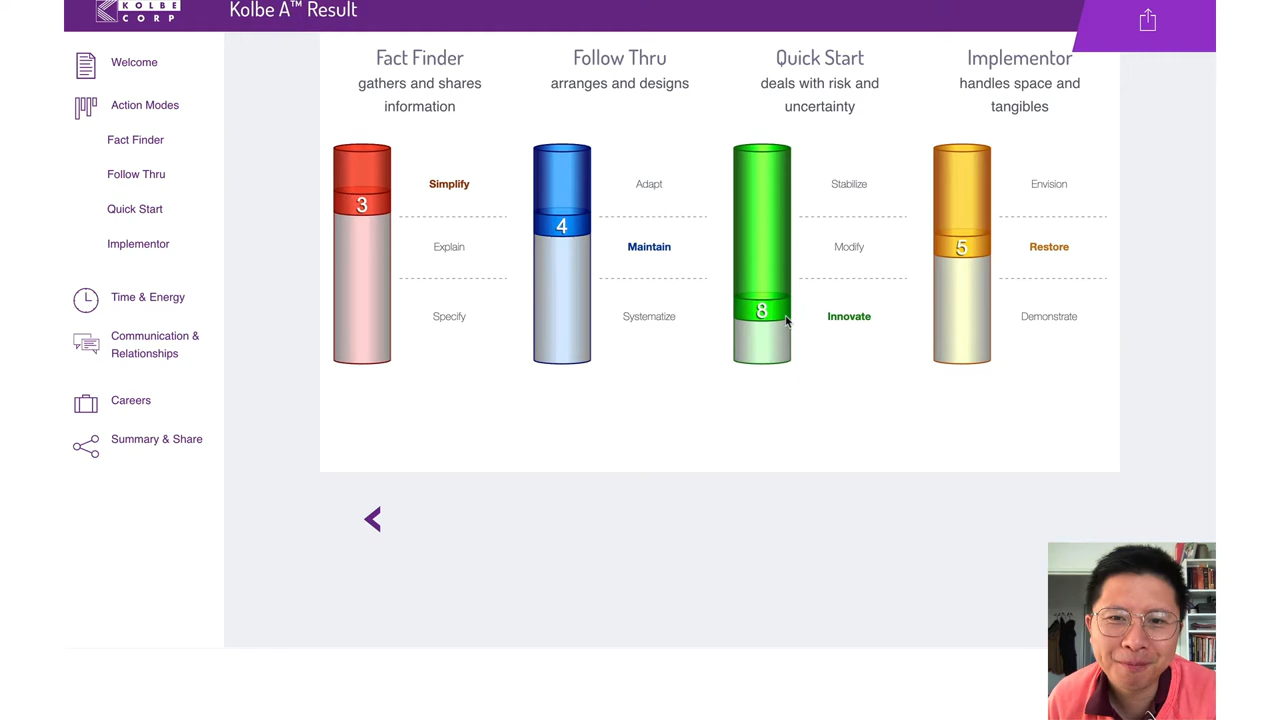 KOLBE
CORP
Kolbe A™ Result
Welcome
Action Modes
Fact Finder
Follow Thru
Quick Start
Implementor
Time & Energy
Communication &
Relationships
Careers
Summary & Share
Fact Finder
gathers and shares
information
3
Simplify
Explain
Specify
Follow Thru
arranges and designs
4
Adapt
Maintain
Systematize
Quick Start
deals with risk and
uncertainty
8
Stabilize
Modify
Innovate
Implementor
handles space and
tangibles
5
Envision
Restore
Demonstrate